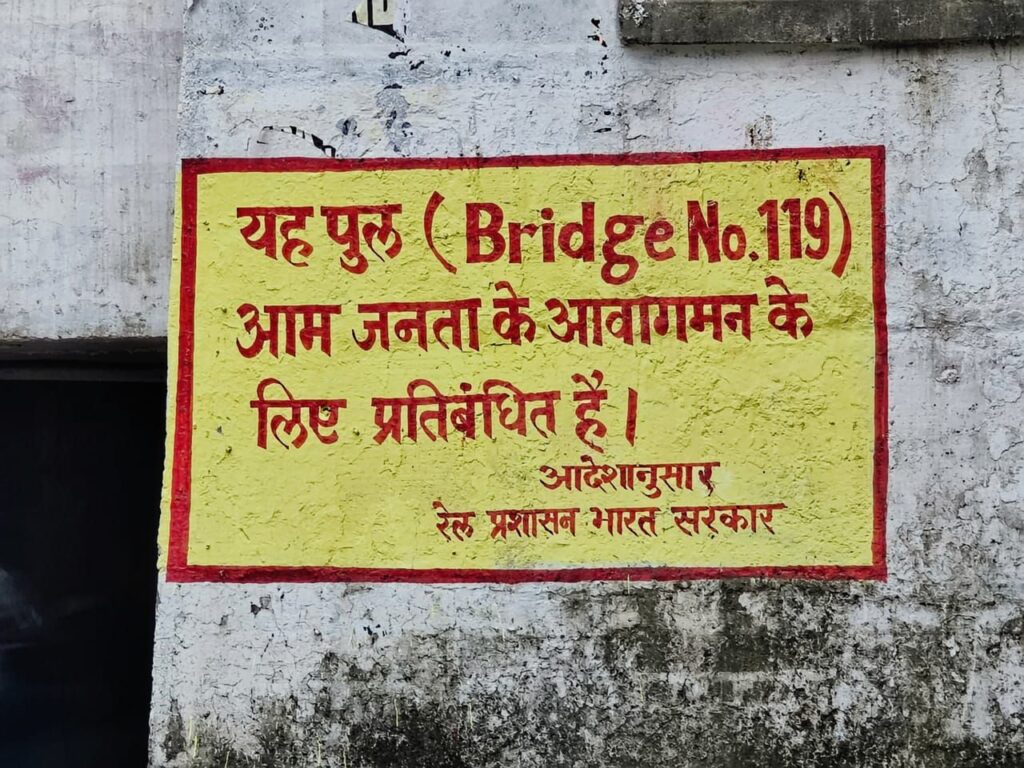 यह पुल (Bridge No. 119)
आम जनता के आवागमन के
लिए प्रतिबंधित है।
आदेशानुसार
रेल प्रशासन भारत सरकार